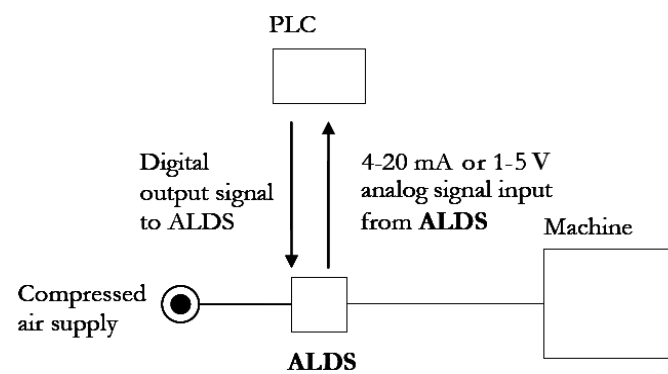 PLC
Digital
output signal
to ALDS
4-20 mA or 1-5 V
analog signal input
from ALDS
Machine
Compressed
air supply
ALDS